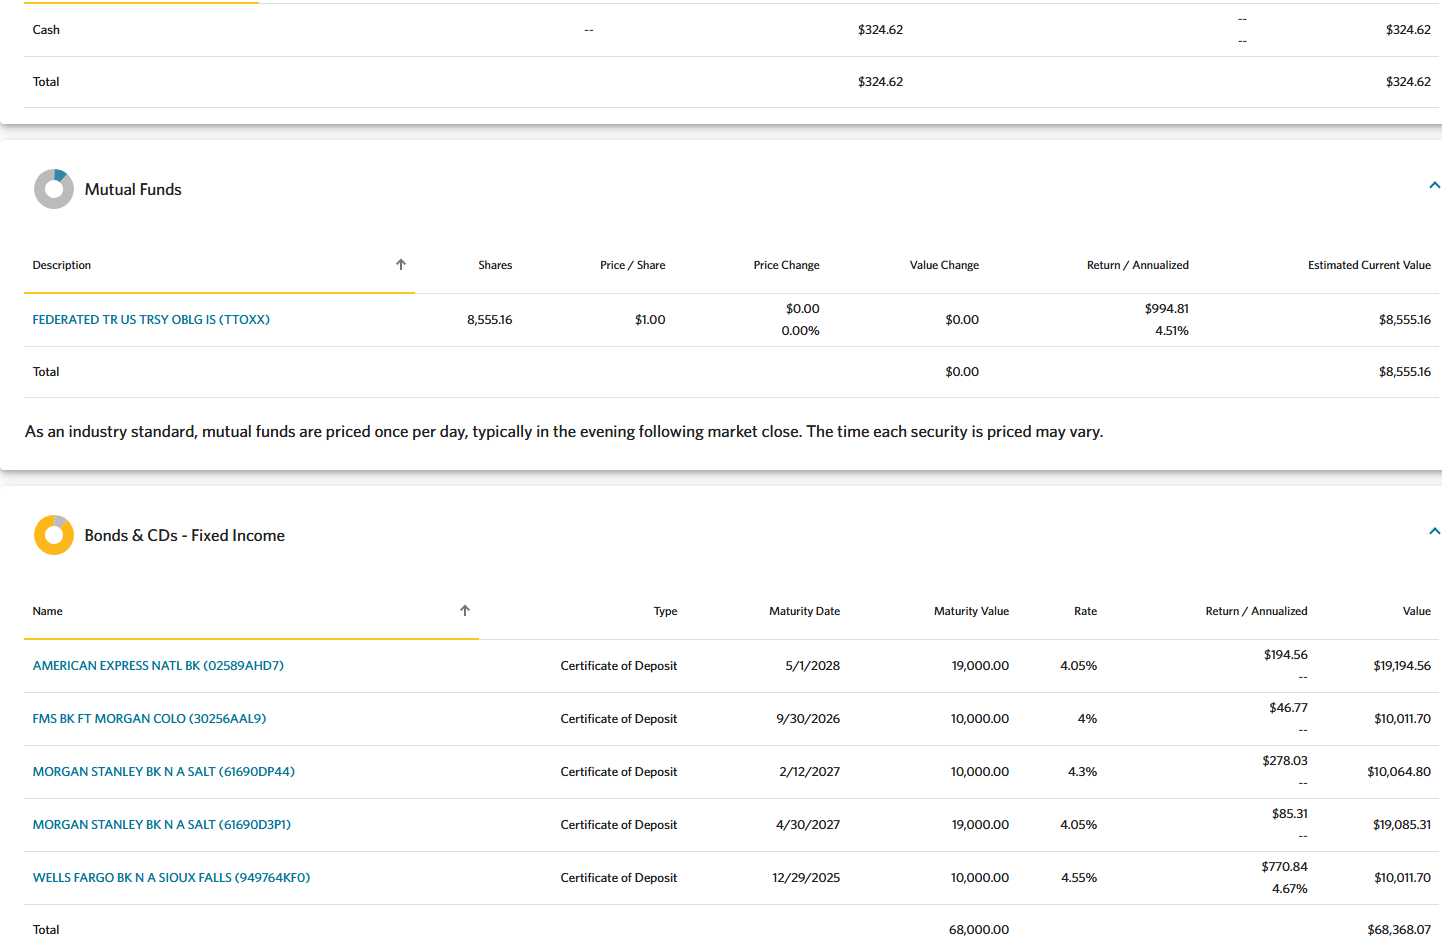 Cash -- $324.62 -- -- $324.62
Total $324.62 $324.62
Mutual Funds
Description Shares Price / Share Price Change Value Change Return / Annualized Estimated Current Value
FEDERATED TR US TRSY OBLG IS (TTOXX) 8,555.16 $1.00 $0.00 0.00% $0.00 $994.81 4.51% $8,555.16
Total $0.00 $8,555.16
As an industry standard, mutual funds are priced once per day, typically in the evening following market close. The time each security is priced may vary.
Bonds & CDs - Fixed Income
Name Type Maturity Date Maturity Value Rate Return / Annualized Value
AMERICAN EXPRESS NATL BK (02589AHD7) Certificate of Deposit 5/1/2028 19,000.00 4.05% $194.56 -- $19,194.56
FMS BK FT MORGAN COLO (30256AAL9) Certificate of Deposit 9/30/2026 10,000.00 4% $46.77 -- $10,011.70
MORGAN STANLEY BK N A SALT (61690DP44) Certificate of Deposit 2/12/2027 10,000.00 4.3% $278.03 -- $10,064.80
MORGAN STANLEY BK N A SALT (61690D3P1) Certificate of Deposit 4/30/2027 19,000.00 4.05% $85.31 -- $19,085.31
WELLS FARGO BK N A SIOUX FALLS (949764KF0) Certificate of Deposit 12/29/2025 10,000.00 4.55% $770.84 4.67% $10,011.70
Total 68,000.00 $68,368.07